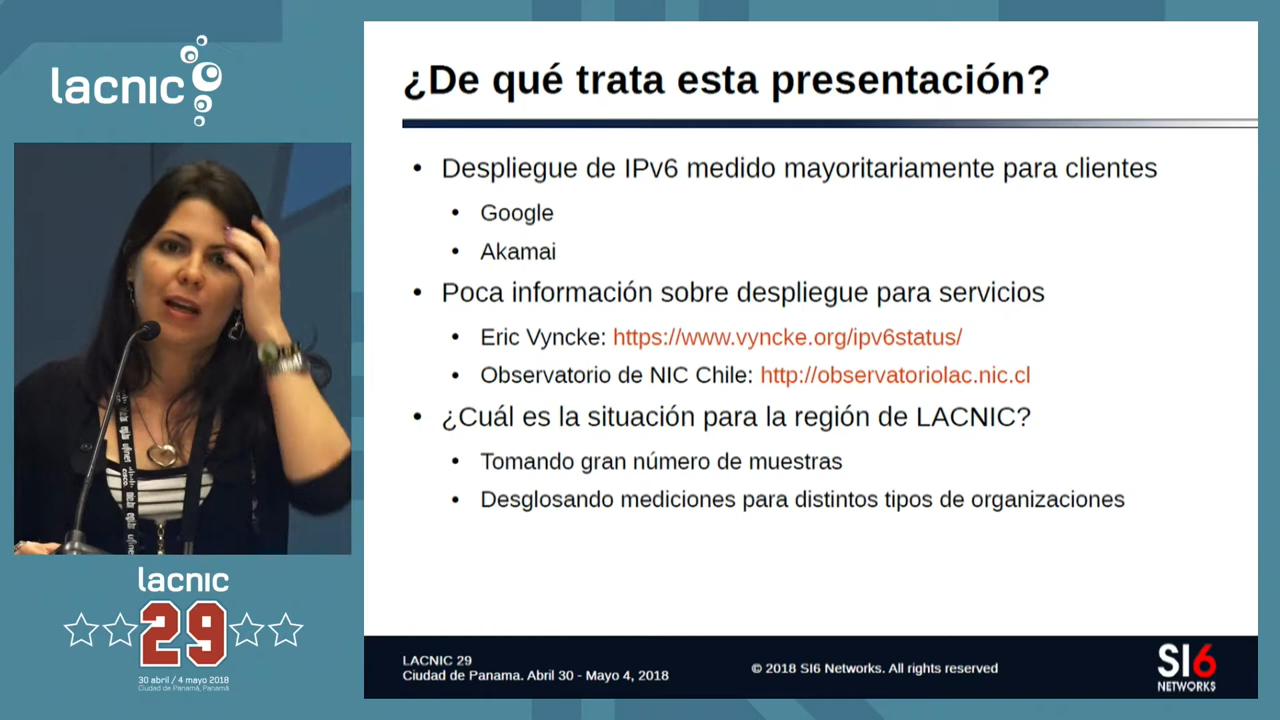 lacnic
¿De qué trata esta presentación?
• Despliegue de IPv6 medido mayoritariamente para clientes
• Google
• Akamai
• Poca información sobre despliegue para servicios
• Eric Vyncke: https://www.vyncke.org/ipv6status/
• Observatorio de NIC Chile: http://observatoriolac.nic.cl
• ¿Cuál es la situación para la región de LACNIC?
• Tomando gran número de muestras
• Desglosando mediciones para distintos tipos de organizaciones
lacnic
29
30 abril / 4 mayo 2018
Ciudad de Panamá, Panamá
LACNIC 29
Ciudad de Panama. Abril 30 - Mayo 4, 2018
© 2018 SI6 Networks. All rights reserved
SI6
NETWORKS